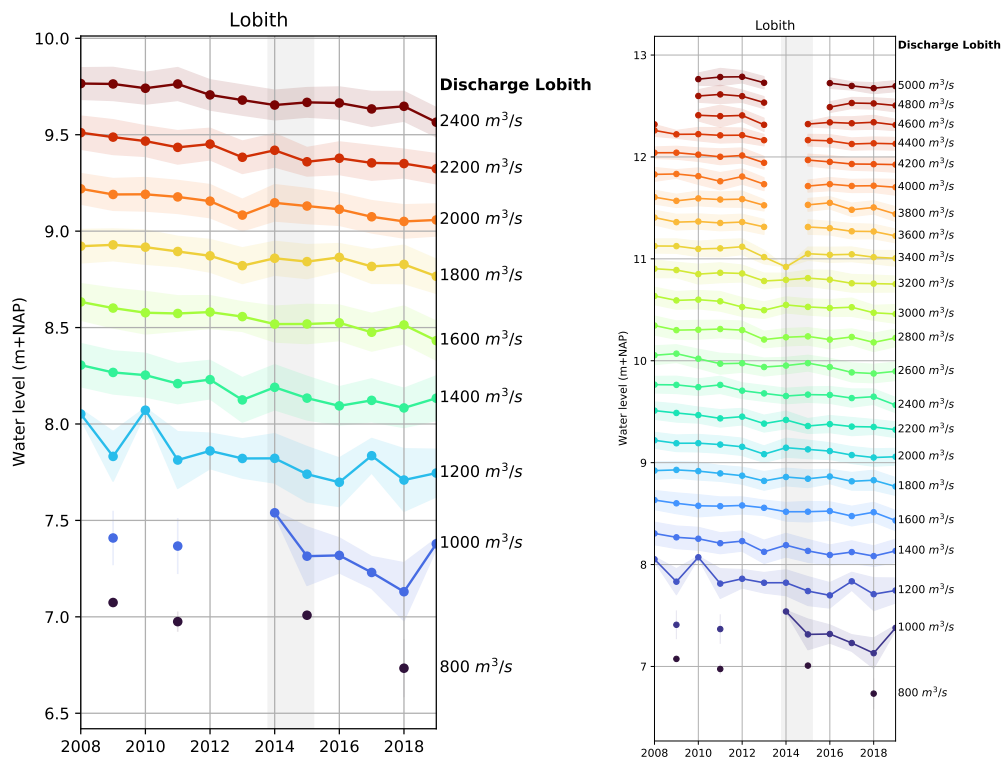 Lobith
10.0
9.5
9.0
8.5
8.0
7.5
7.0
6.5
Water level (m+NAP)
2008 2010 2012 2014 2016 2018
Discharge Lobith
2400 m³/s
2200 m³/s
2000 m³/s
1800 m³/s
1600 m³/s
1400 m³/s
1200 m³/s
1000 m³/s
800 m³/s
Lobith
13
12
11
10
9
8
7
Water level (m+NAP)
2008 2010 2012 2014 2016 2018
Discharge Lobith
5000 m³/s
4800 m³/s
4600 m³/s
4400 m³/s
4200 m³/s
4000 m³/s
3800 m³/s
3600 m³/s
3400 m³/s
3200 m³/s
3000 m³/s
2800 m³/s
2600 m³/s
2400 m³/s
2200 m³/s
2000 m³/s
1800 m³/s
1600 m³/s
1400 m³/s
1200 m³/s
1000 m³/s
800 m³/s